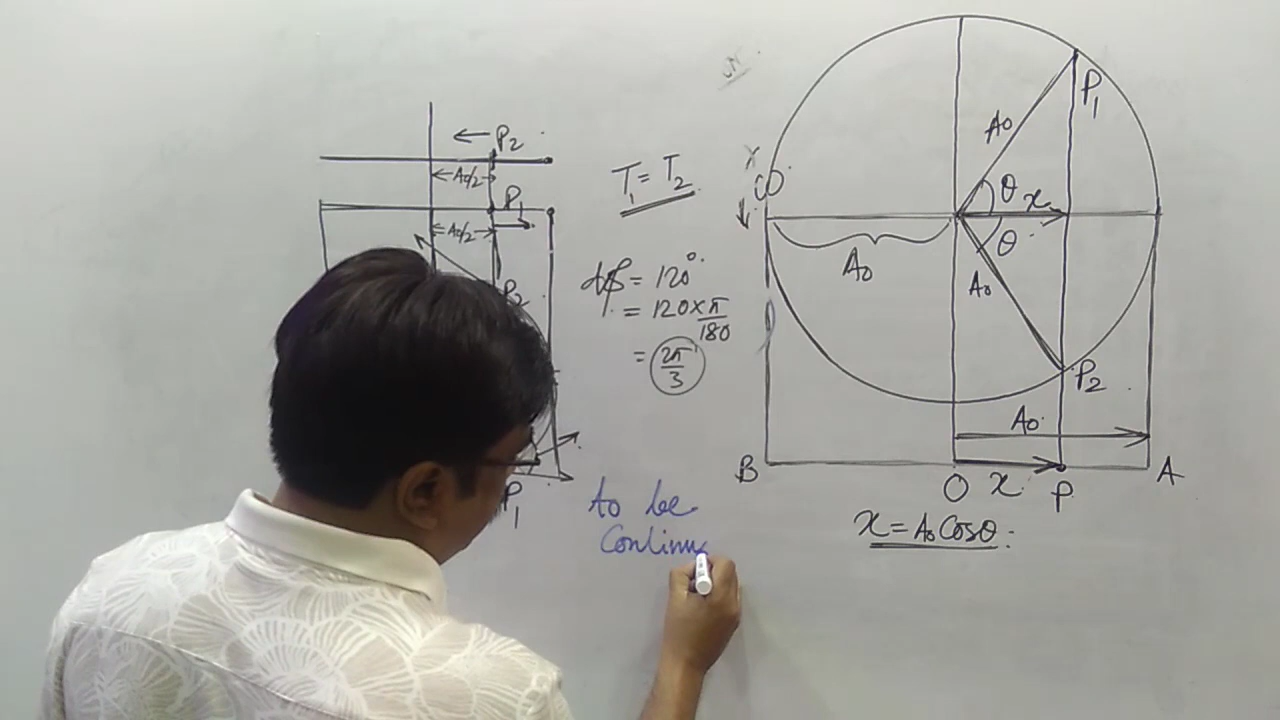 ← P2
← A0/2 →
P1
← A0/2 →
P2
P1
T1 = T2
Δφ = 120°
= 120 × π/180
= 2π/3
To be
Continu
ω
A0
P1
θ
x
θ
A0
A0
P2
A0
B
O
x
P
A
x = A0 Cosθ